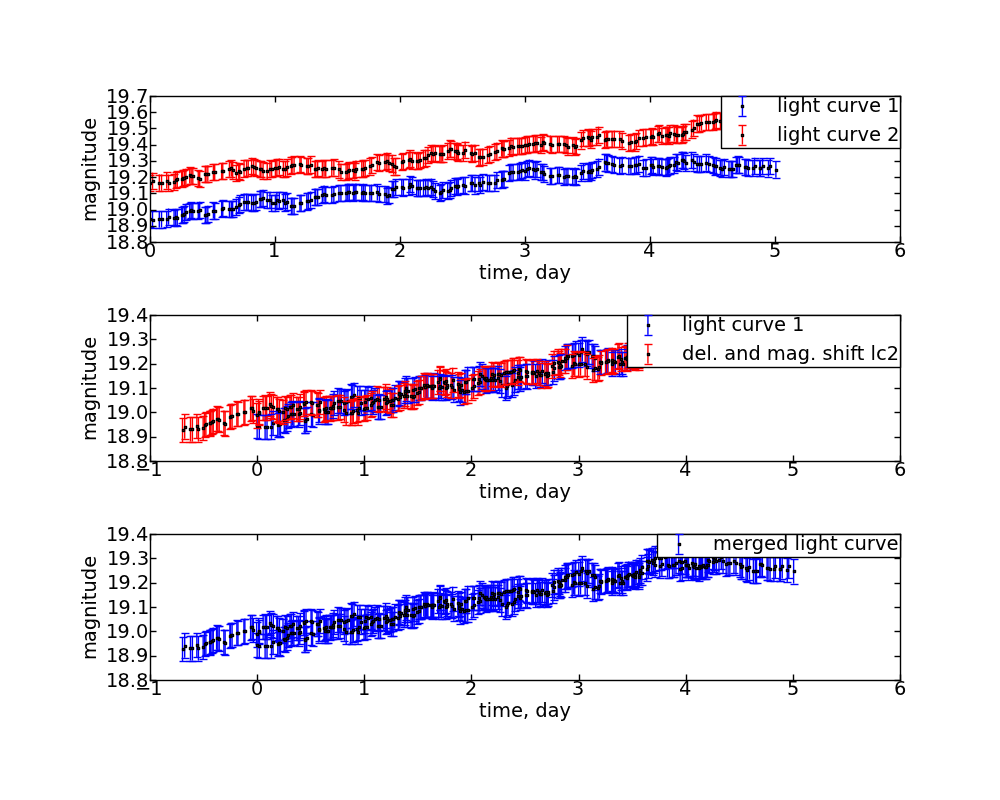 19.7
19.6
19.5
19.4
19.3
19.2
19.1
19.0
18.9
18.8
magnitude
light curve 1
light curve 2
0 1 2 3 4 5 6
time, day
19.4
19.3
19.2
19.1
19.0
18.9
18.8
magnitude
light curve 1
del. and mag. shift lc2
−1 0 1 2 3 4 5 6
time, day
19.4
19.3
19.2
19.1
19.0
18.9
18.8
magnitude
merged light curve
−1 0 1 2 3 4 5 6
time, day